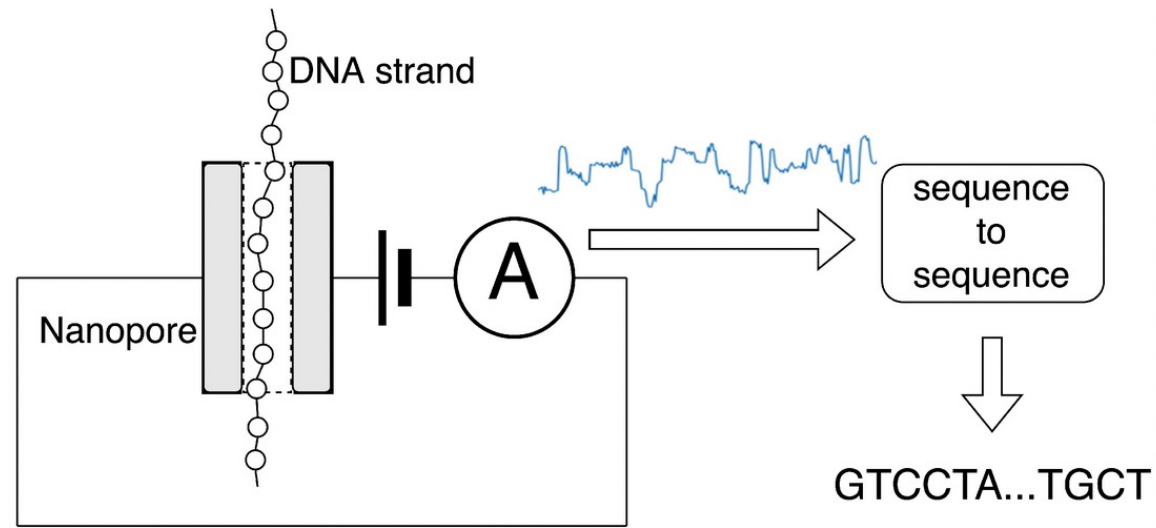 DNA strand
Nanopore
A
sequence
to
sequence
GTCCTA...TGCT